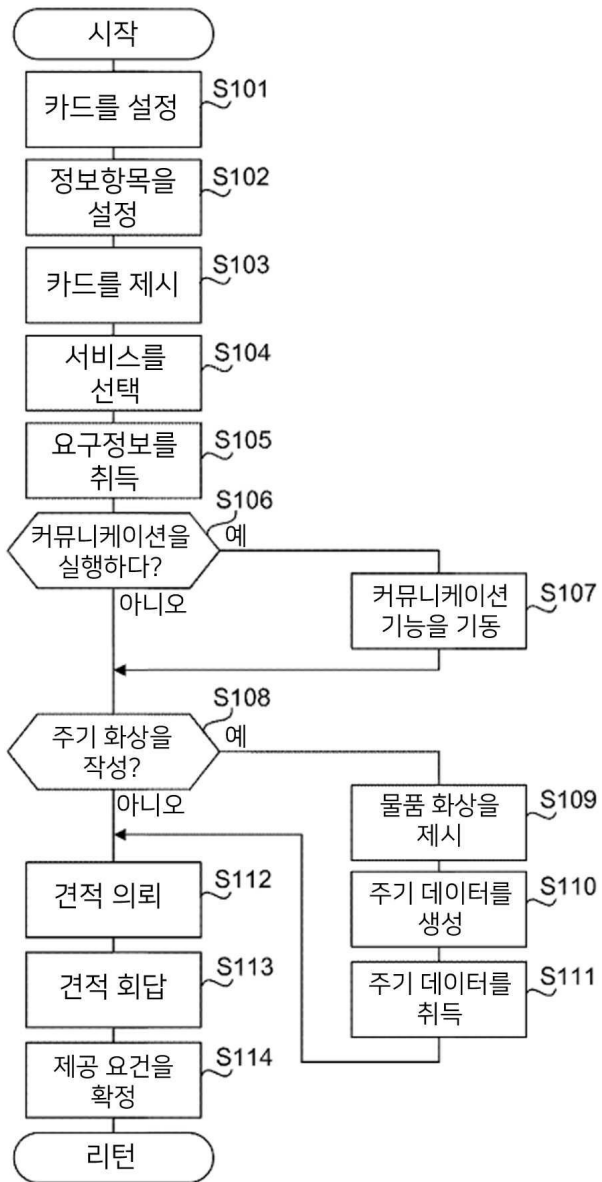 시작
카드를 설정
S101
정보항목을
설정
S102
카드를 제시
S103
서비스를
선택
S104
요구정보를
취득
S105
커뮤니케이션을
실행하다?
S106
예
아니오
커뮤니케이션
기능을 기동
S107
주기 화상을
작성?
S108
예
아니오
물품 화상을
제시
S109
주기 데이터를
생성
S110
주기 데이터를
취득
S111
견적 의뢰
S112
견적 회답
S113
제공 요건을
확정
S114
리턴